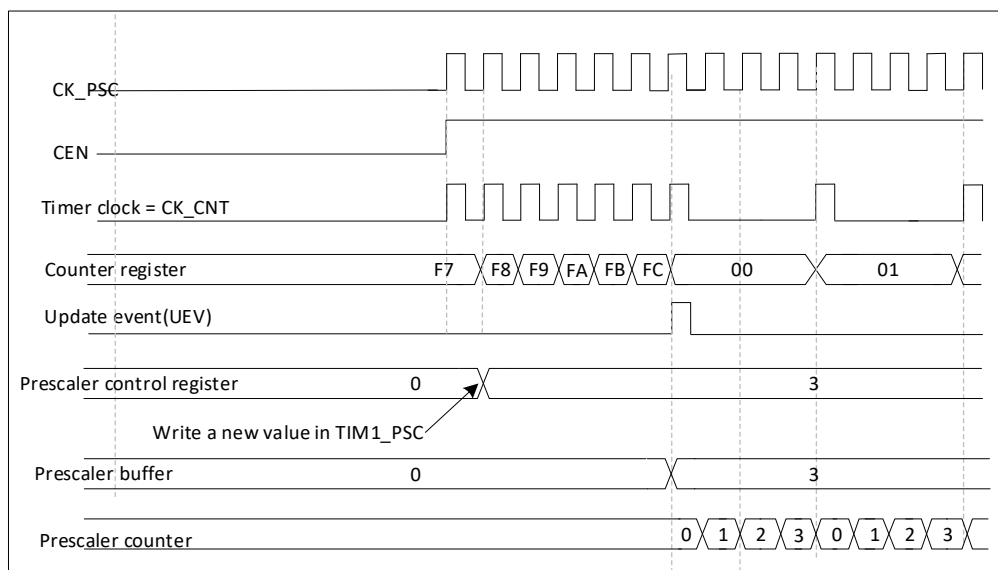 CK_PSC
CEN
Timer clock = CK_CNT
Counter register F7 F8 F9 FA FB FC 00 01
Update event(UEV)
Prescaler control register 0 3
Write a new value in TIM1_PSC
Prescaler buffer 0 3
Prescaler counter 0 1 2 3 0 1 2 3